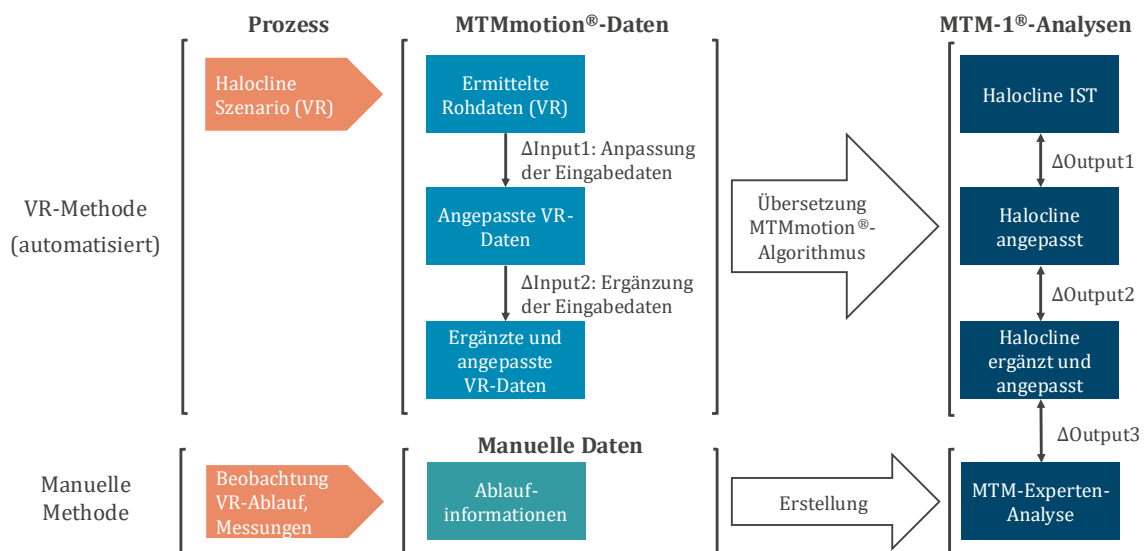 Prozess
MTMmotion®-Daten
MTM-1®-Analysen
Halocline
Szenario (VR)
Ermittelte
Rohdaten (VR)
Halocline IST
ΔInput1: Anpassung
der Eingabedaten
ΔOutput1
VR-Methode
(automatisiert)
Angepasste VR-
Daten
Übersetzung
MTMmotion®-
Algorithmus
Halocline
angepasst
ΔInput2: Ergänzung
der Eingabedaten
ΔOutput2
Ergänzte und
angepasste
VR-Daten
Halocline
ergänzt und
angepasst
ΔOutput3
Manuelle Daten
Manuelle
Methode
Beobachtung
VR-Ablauf,
Messungen
Ablauf-
informationen
Erstellung
MTM-Experten-
Analyse